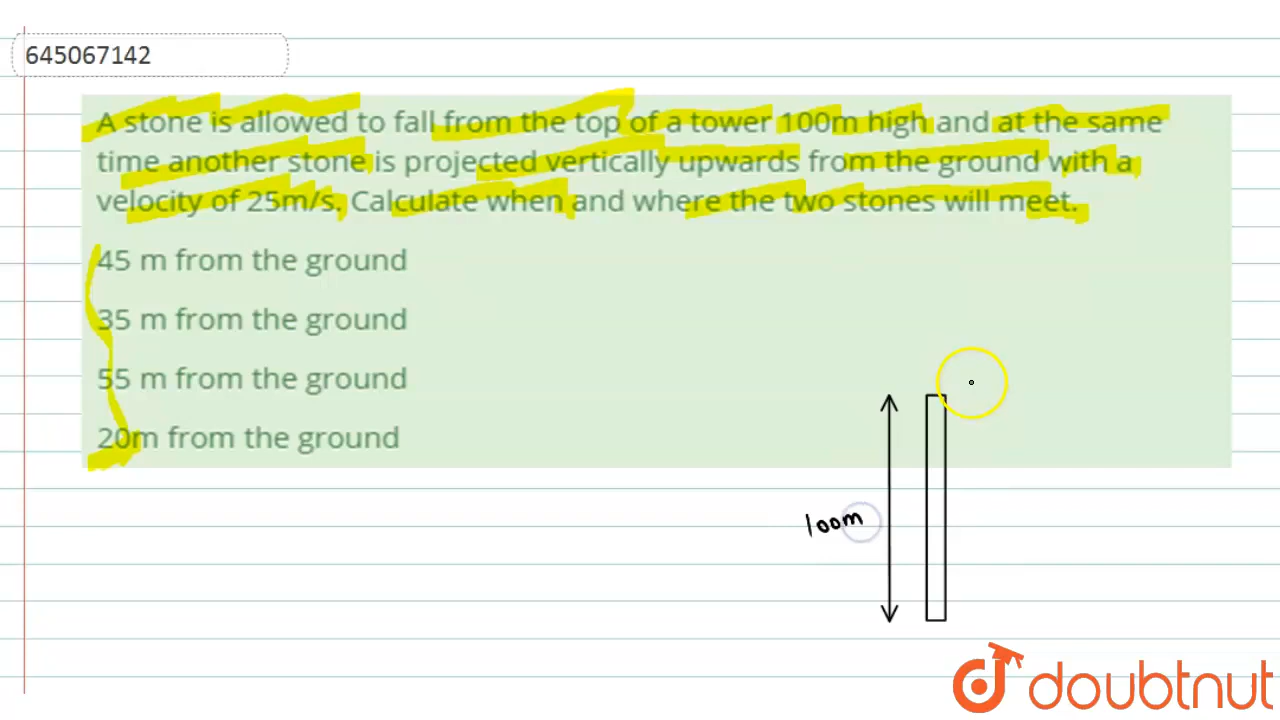 645067142
A stone is allowed to fall from the top of a tower 100m high and at the same
time another stone is projected vertically upwards from the ground with a
velocity of 25m/s. Calculate when and where the two stones will meet.
45 m from the ground
35 m from the ground
55 m from the ground
20m from the ground
100m
doubtnut